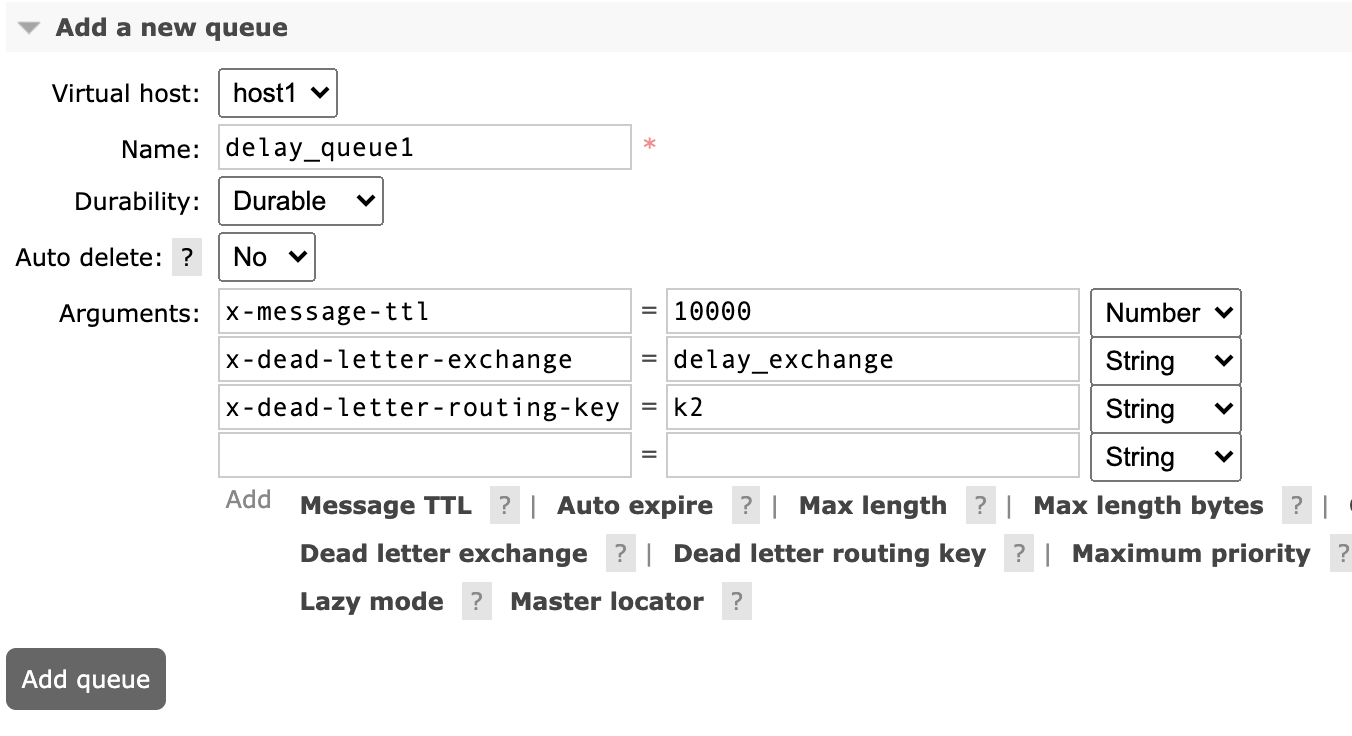 Add a new queue
Virtual host: host1
Name: delay_queue1 *
Durability: Durable
Auto delete: ? No
Arguments: x-message-ttl = 10000 Number
x-dead-letter-exchange = delay_exchange String
x-dead-letter-routing-key = k2 String
= String
Add Message TTL ? | Auto expire ? | Max length ? | Max length bytes ? |
Dead letter exchange ? | Dead letter routing key ? | Maximum priority ?
Lazy mode ? Master locator ?
Add queue